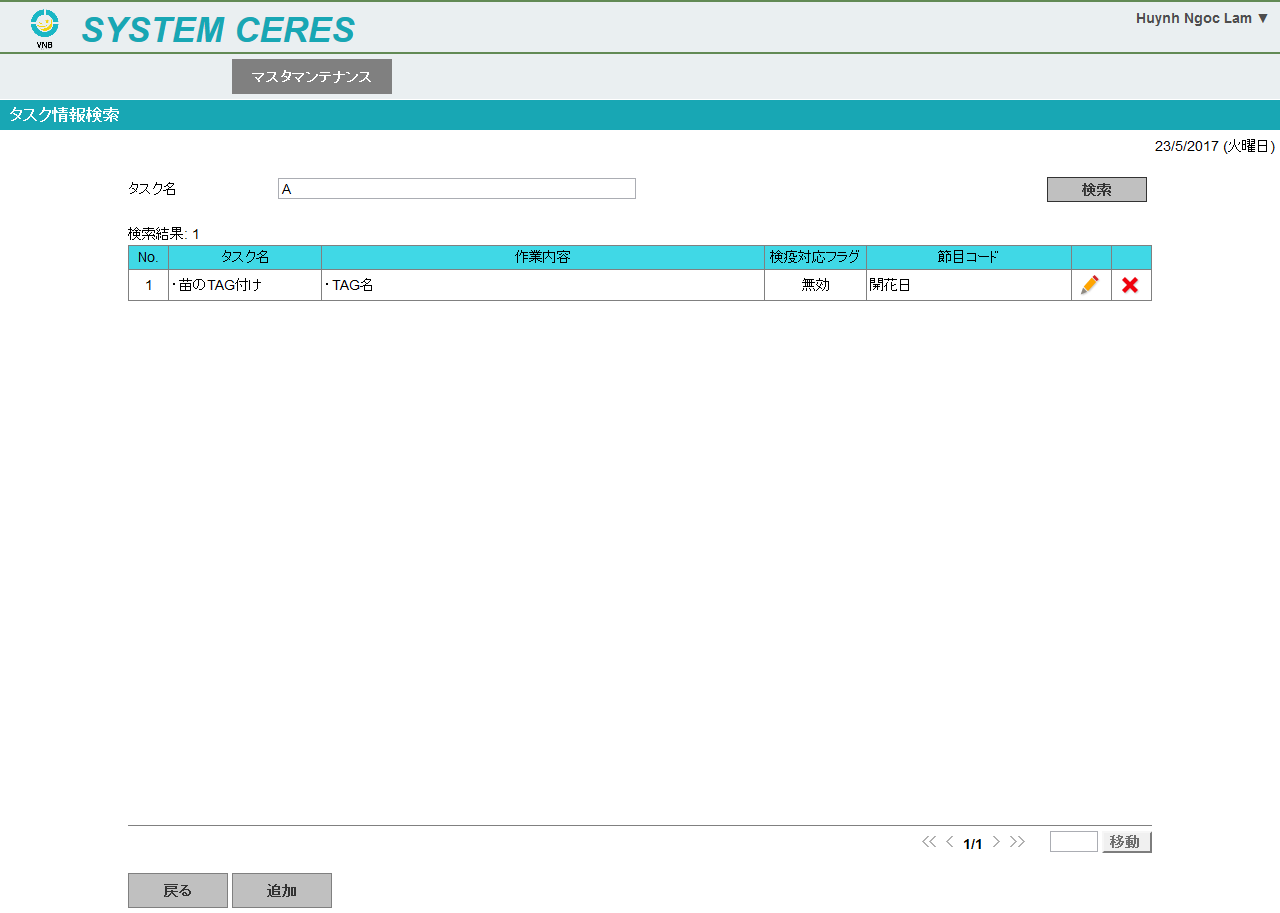 VNB
SYSTEM CERES
Huynh Ngoc Lam ▼
マスタマンテナンス
タスク情報検索
23/5/2017 (火曜日)
タスク名 A 検索
検索結果: 1
No. タスク名 作業内容 検疫対応フラグ 節目コード
1 ・苗のTAG付け ・TAG名 無効 開花日
1/1 移動
戻る 追加